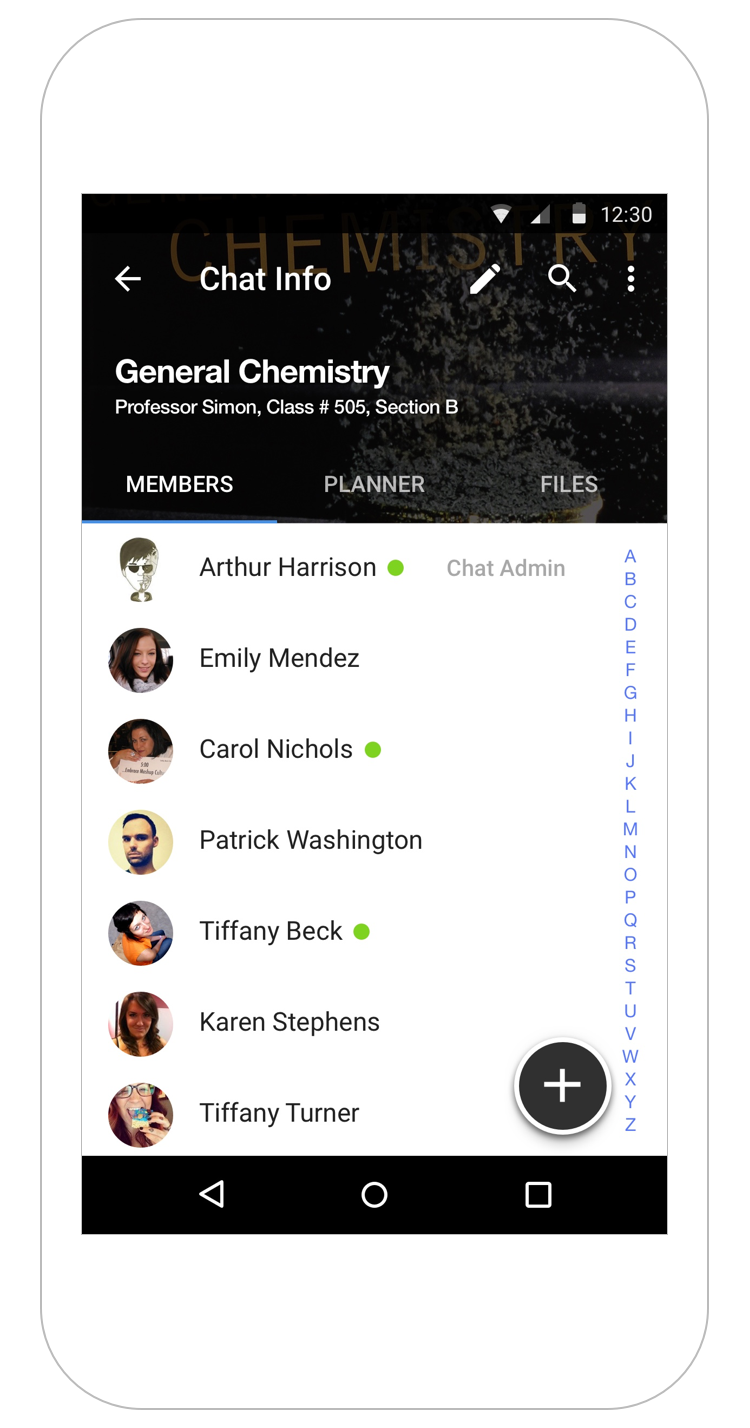 GENERAL
CHEMISTRY
12:30
Chat Info
General Chemistry
Professor Simon, Class # 505, Section B
MEMBERS PLANNER FILES
Arthur Harrison Chat Admin
Emily Mendez
Carol Nichols
Patrick Washington
Tiffany Beck
Karen Stephens
Tiffany Turner
A
B
C
D
E
F
G
H
I
J
K
L
M
N
O
P
Q
R
S
T
U
V
W
X
Y
Z